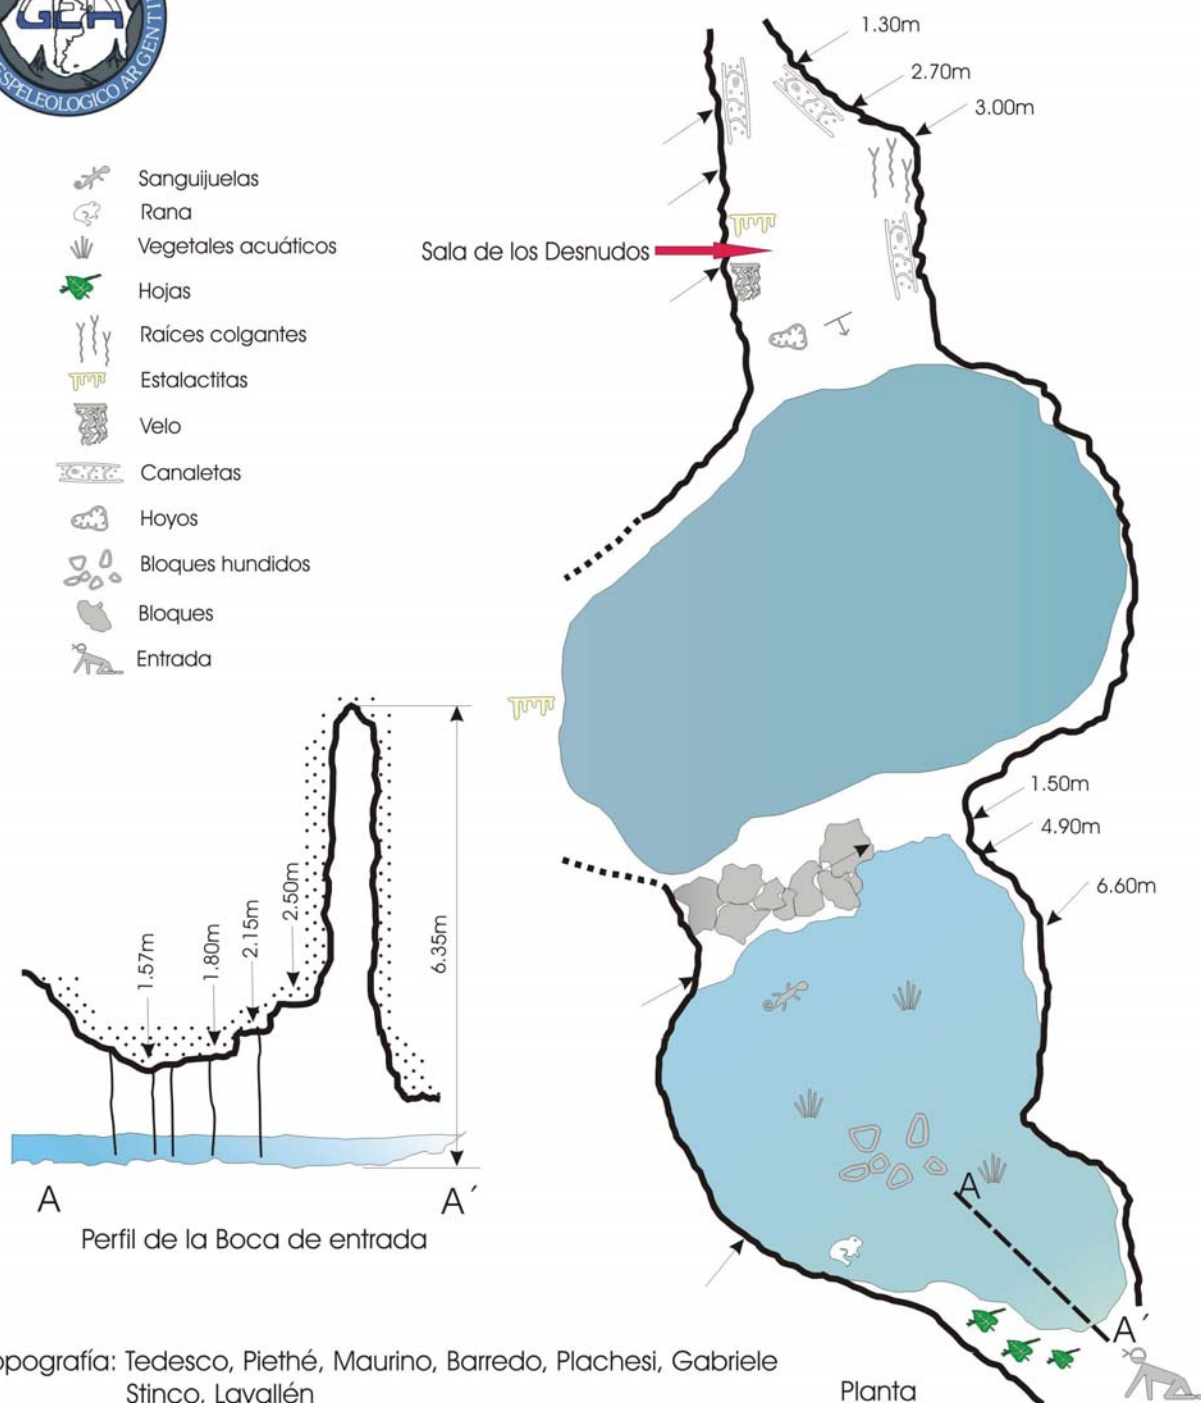 GEA
ESPELEOLOGICO ARGENTI
1.30m
2.70m
3.00m
Sanguijuelas
Rana
Vegetales acuáticos
Hojas
Raíces colgantes
Estalactitas
Velo
Canaletas
Hoyos
Bloques hundidos
Bloques
Entrada
Sala de los Desnudos
1.50m
4.90m
6.60m
1.57m
1.80m
2.15m
2.50m
6.35m
A
A´
Perfil de la Boca de entrada
A
A´
opografía: Tedesco, Piethé, Maurino, Barredo, Plachesi, Gabriele
Stinco, Lavallén
Planta